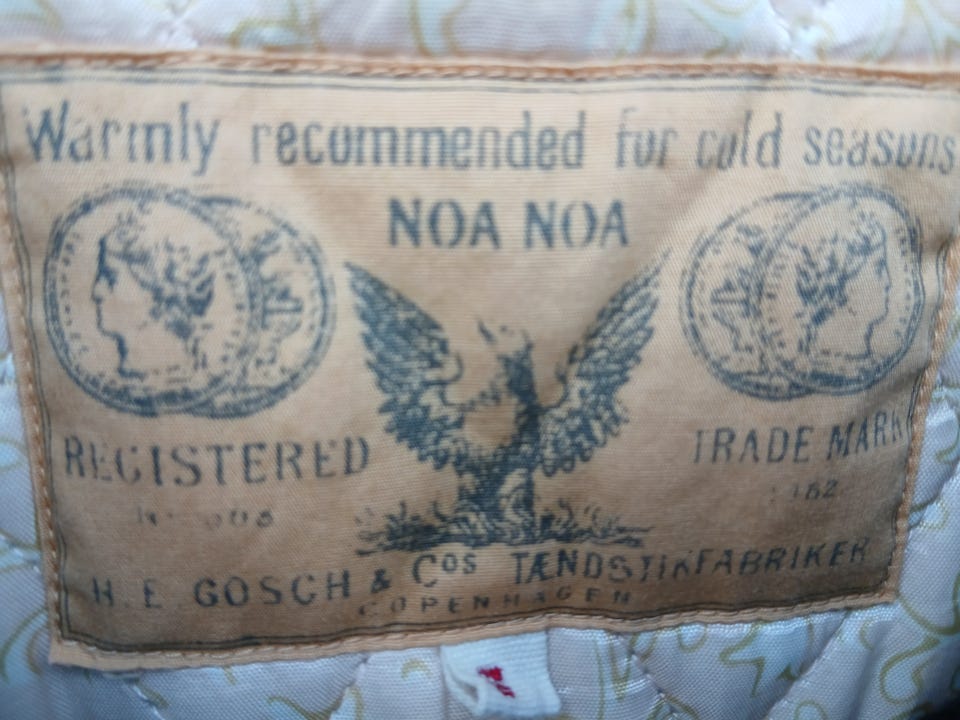 Warmly recommended for cold seasons
NOA NOA
REGISTERED
TRADE MARK
H. E. GOSCH & Cos TÆNDSTIKFABRIKER
COPENHAGEN